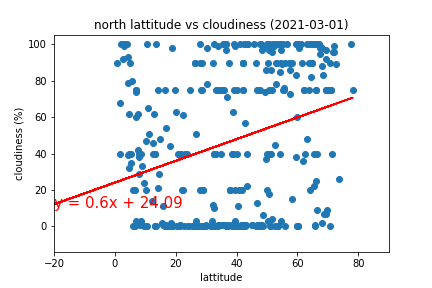 north lattitude vs cloudiness (2021-03-01)
100
80
60
40
20
0
cloudiness (%)
y = 0.6x + 24.09
-20 0 20 40 60 80
lattitude